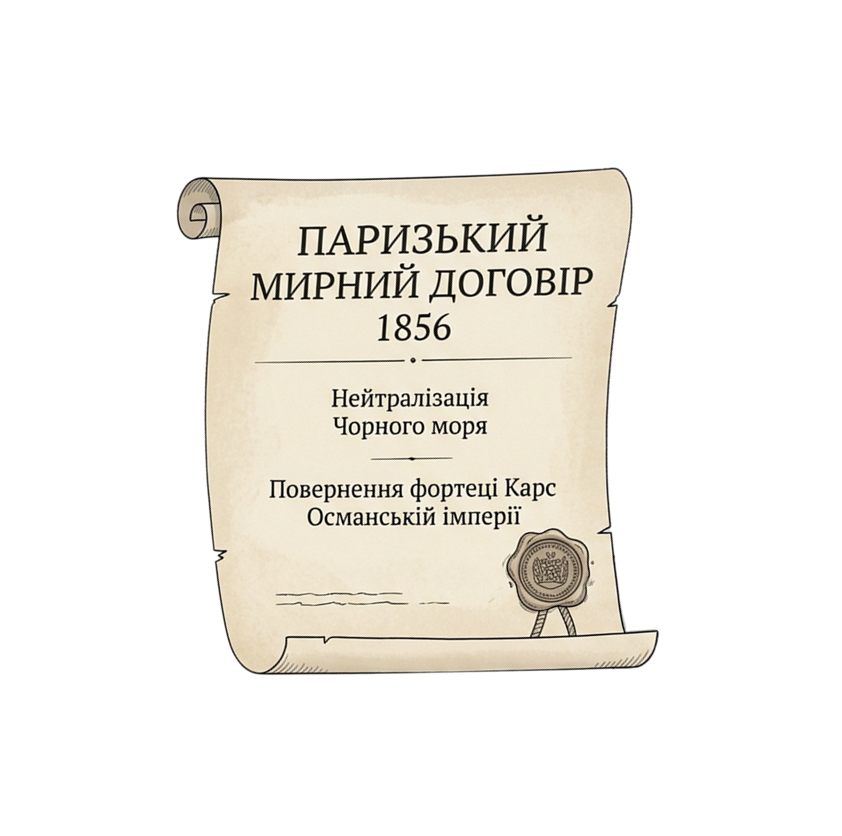 ПАРИЗЬКИЙ
МИРНИЙ ДОГОВІР
1856
Нейтралізація
Чорного моря
Повернення фортеці Карс
Османській імперії